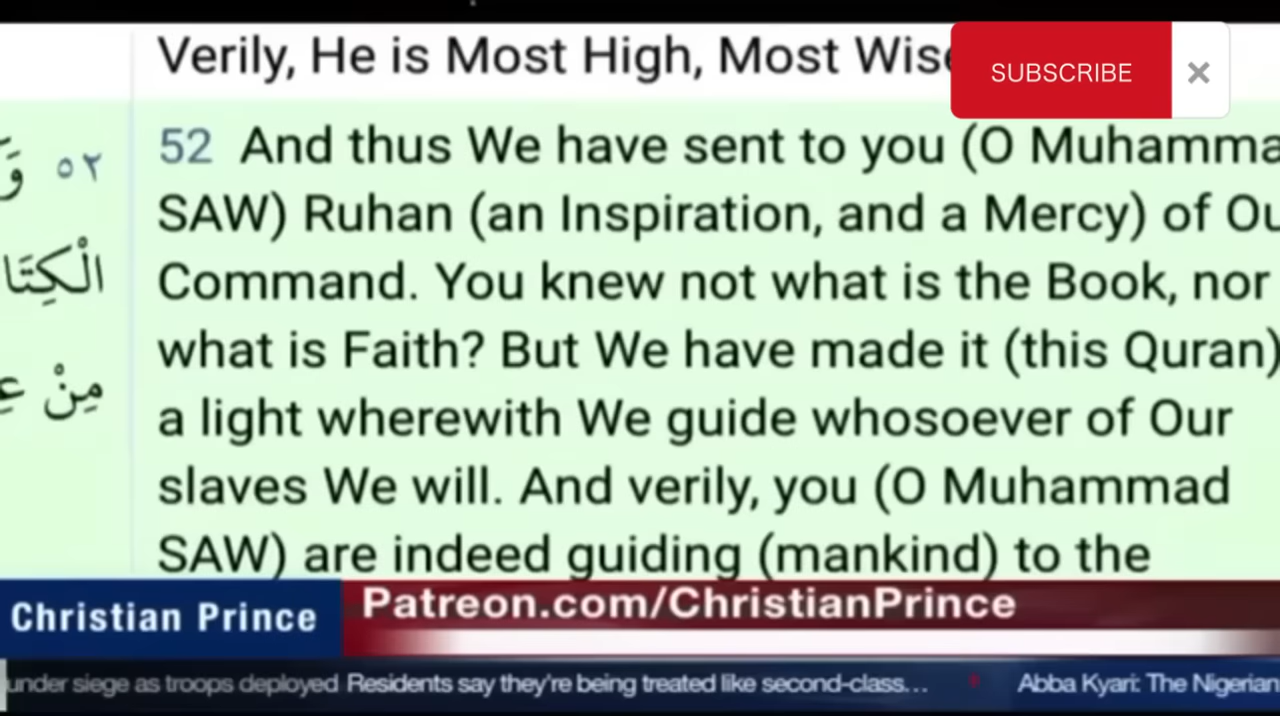 Verily, He is Most High, Most Wise
SUBSCRIBE
52 And thus We have sent to you (O Muhamma
SAW) Ruhan (an Inspiration, and a Mercy) of Ou
Command. You knew not what is the Book, nor
what is Faith? But We have made it (this Quran)
a light wherewith We guide whosoever of Our
slaves We will. And verily, you (O Muhammad
SAW) are indeed guiding (mankind) to the
٥٢ وَ
الْكِتَا
مِنْ عِ
Christian Prince
Patreon.com/ChristianPrince
under siege as troops deployed Residents say they're being treated like second-class... Abba Kyari: The Nigerian